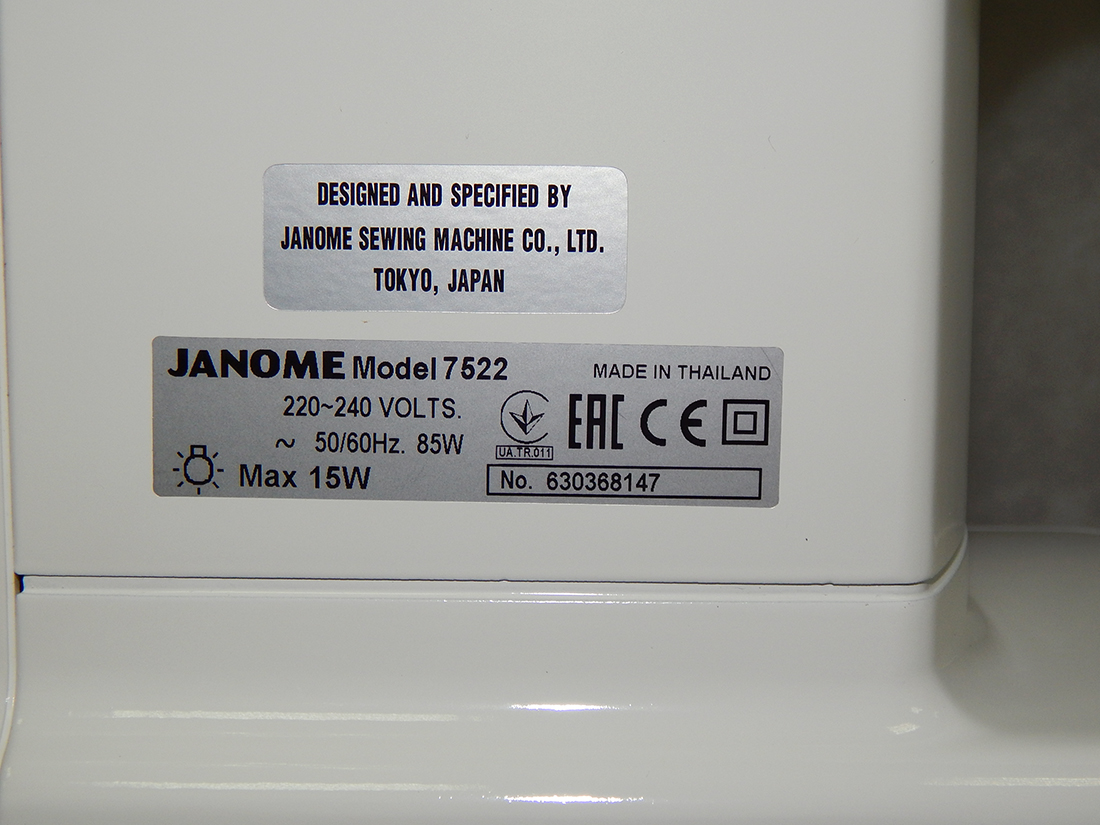 DESIGNED AND SPECIFIED BY
JANOME SEWING MACHINE CO., LTD.
TOKYO, JAPAN
JANOME Model 7522
MADE IN THAILAND
220~240 VOLTS.
~ 50/60Hz. 85W
Max 15W
UA.TR.011
EAC CE
No. 630368147